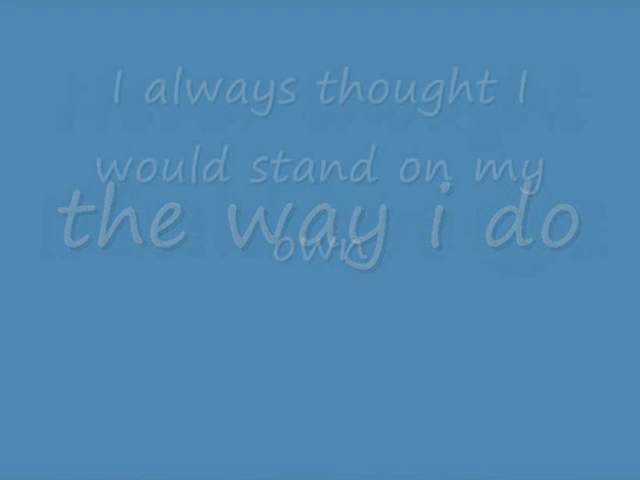 I always thought I
would stand on my
the way i do
own